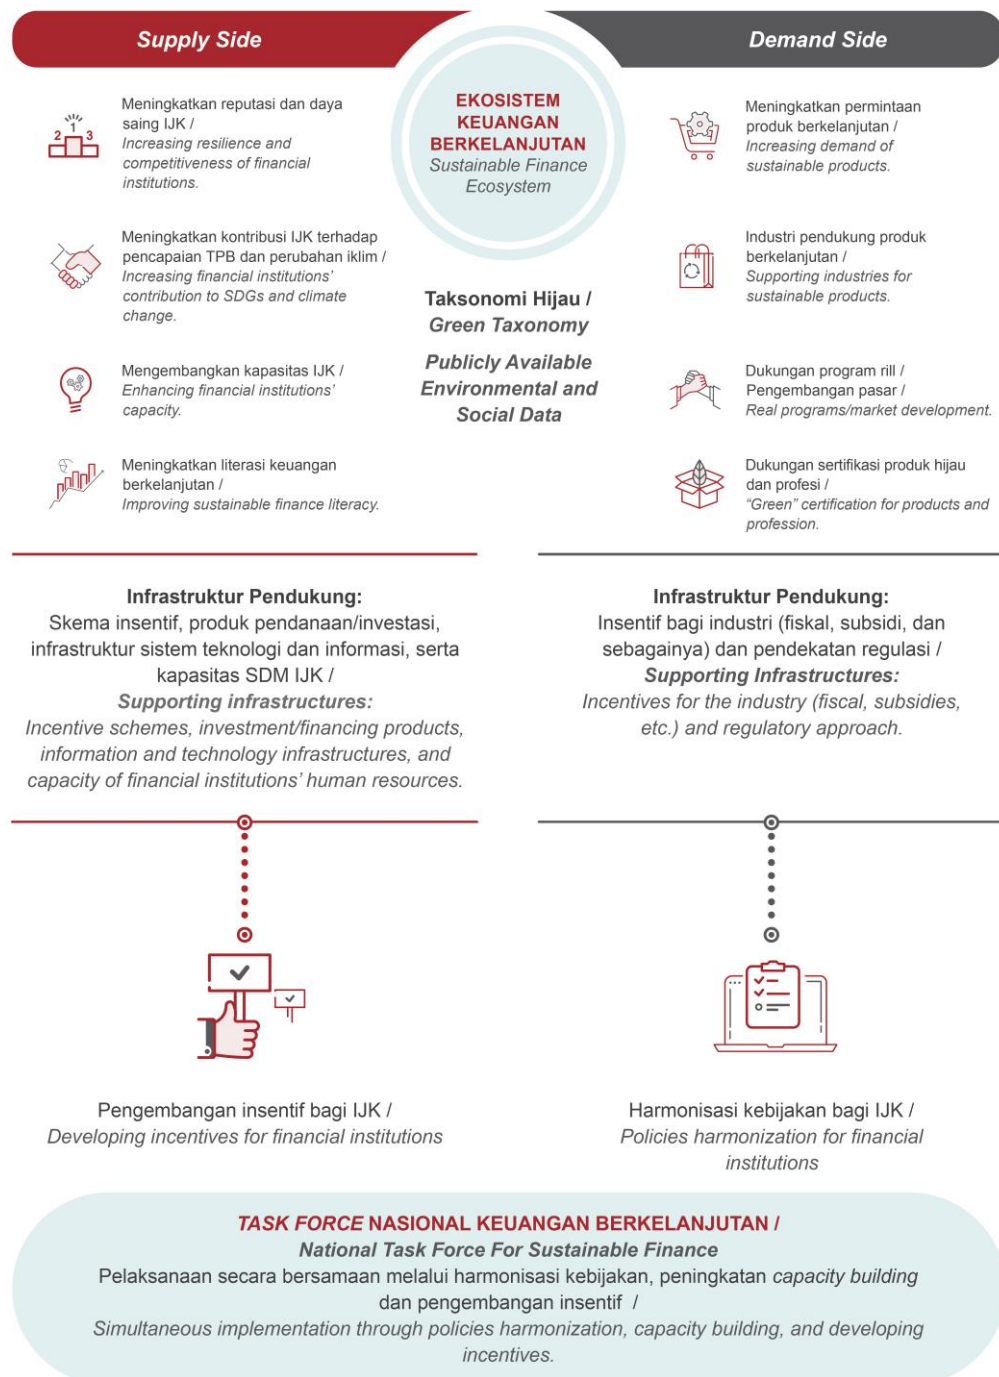 Supply Side
EKOSISTEM
KEUANGAN
BERKELANJUTAN
Sustainable Finance
Ecosystem
Demand Side
1
2 3
Meningkatkan reputasi dan daya
saing IJK /
Increasing resilience and
competitiveness of financial
institutions.
Meningkatkan kontribusi IJK terhadap
pencapaian TPB dan perubahan iklim /
Increasing financial institutions'
contribution to SDGs and climate
change.
Mengembangkan kapasitas IJK /
Enhancing financial institutions'
capacity.
Meningkatkan literasi keuangan
berkelanjutan /
Improving sustainable finance literacy.
Taksonomi Hijau /
Green Taxonomy
Publicly Available
Environmental and
Social Data
Meningkatkan permintaan
produk berkelanjutan /
Increasing demand of
sustainable products.
Industri pendukung produk
berkelanjutan /
Supporting industries for
sustainable products.
Dukungan program rill /
Pengembangan pasar /
Real programs/market development.
Dukungan sertifikasi produk hijau
dan profesi /
"Green" certification for products and
profession.
Infrastruktur Pendukung:
Skema insentif, produk pendanaan/investasi,
infrastruktur sistem teknologi dan informasi, serta
kapasitas SDM IJK /
Supporting infrastructures:
Incentive schemes, investment/financing products,
information and technology infrastructures, and
capacity of financial institutions' human resources.
Infrastruktur Pendukung:
Insentif bagi industri (fiskal, subsidi, dan
sebagainya) dan pendekatan regulasi /
Supporting Infrastructures:
Incentives for the industry (fiscal, subsidies,
etc.) and regulatory approach.
Pengembangan insentif bagi IJK /
Developing incentives for financial institutions
Harmonisasi kebijakan bagi IJK /
Policies harmonization for financial
institutions
TASK FORCE NASIONAL KEUANGAN BERKELANJUTAN /
National Task Force For Sustainable Finance
Pelaksanaan secara bersamaan melalui harmonisasi kebijakan, peningkatan capacity building
dan pengembangan insentif /
Simultaneous implementation through policies harmonization, capacity building, and developing
incentives.